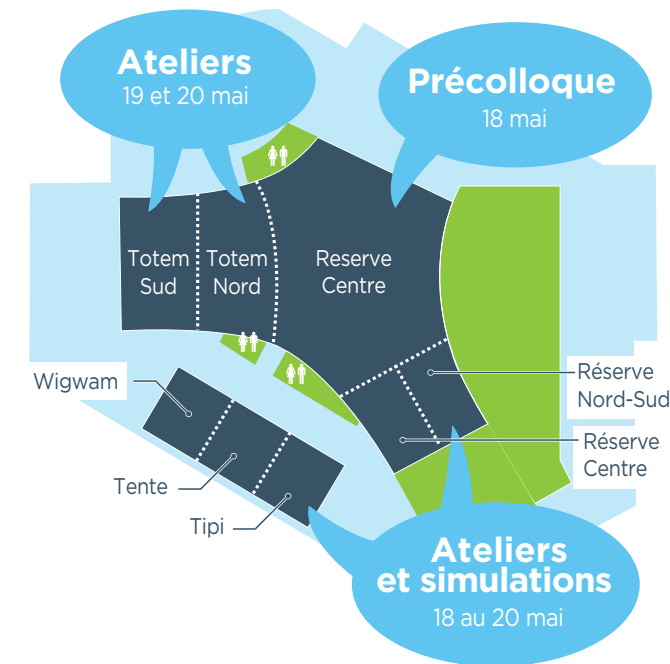 Ateliers
19 et 20 mai
Précolloque
18 mai
Totem
Sud
Totem
Nord
Reserve
Centre
Wigwam
Tente
Tipi
Réserve
Nord-Sud
Réserve
Centre
Ateliers
et simulations
18 au 20 mai